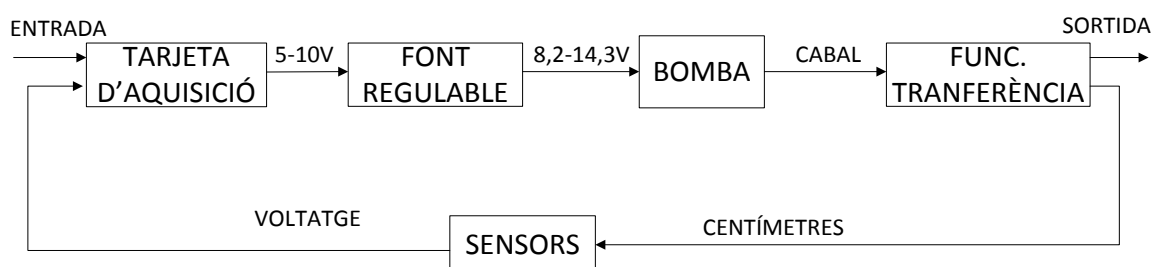 ENTRADA
SORTIDA
TARJETA
D'AQUISICIÓ
5-10V
FONT
REGULABLE
8,2-14,3V
BOMBA
CABAL
FUNC.
TRANFERÈNCIA
VOLTATGE
SENSORS
CENTÍMETRES